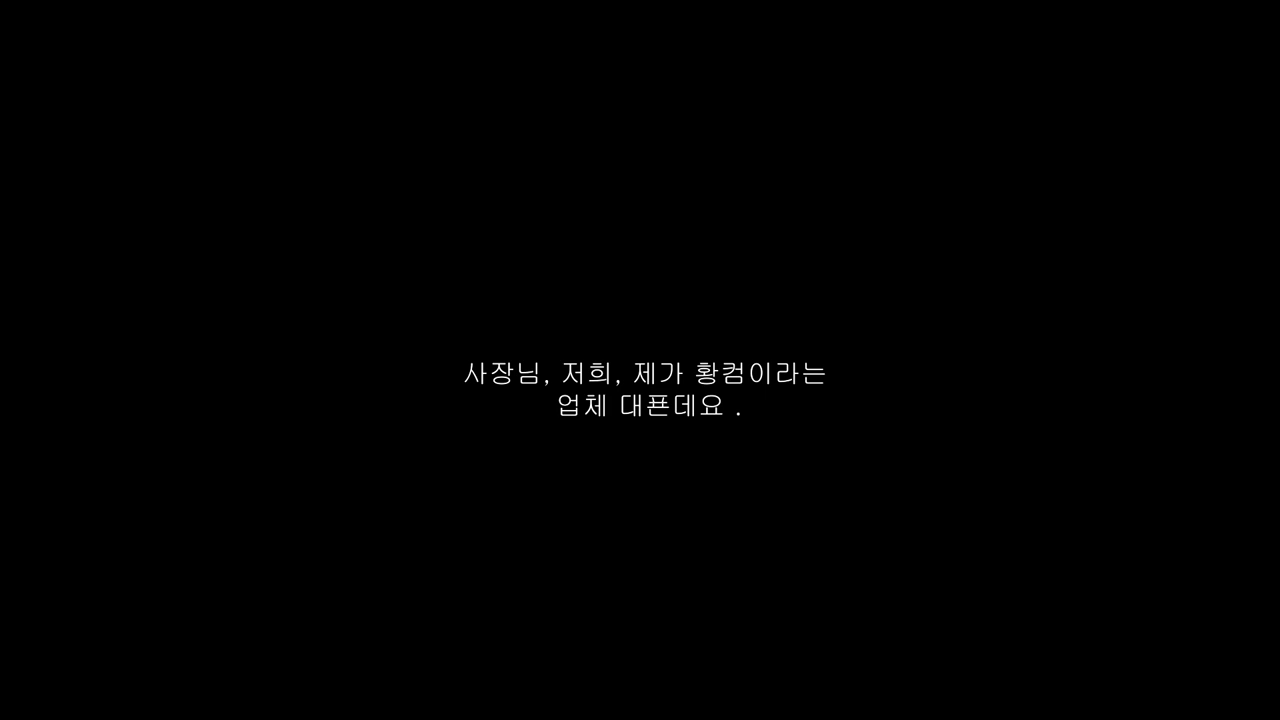 사장님, 저희, 제가 황컴이라는
업체 대푠데요 .